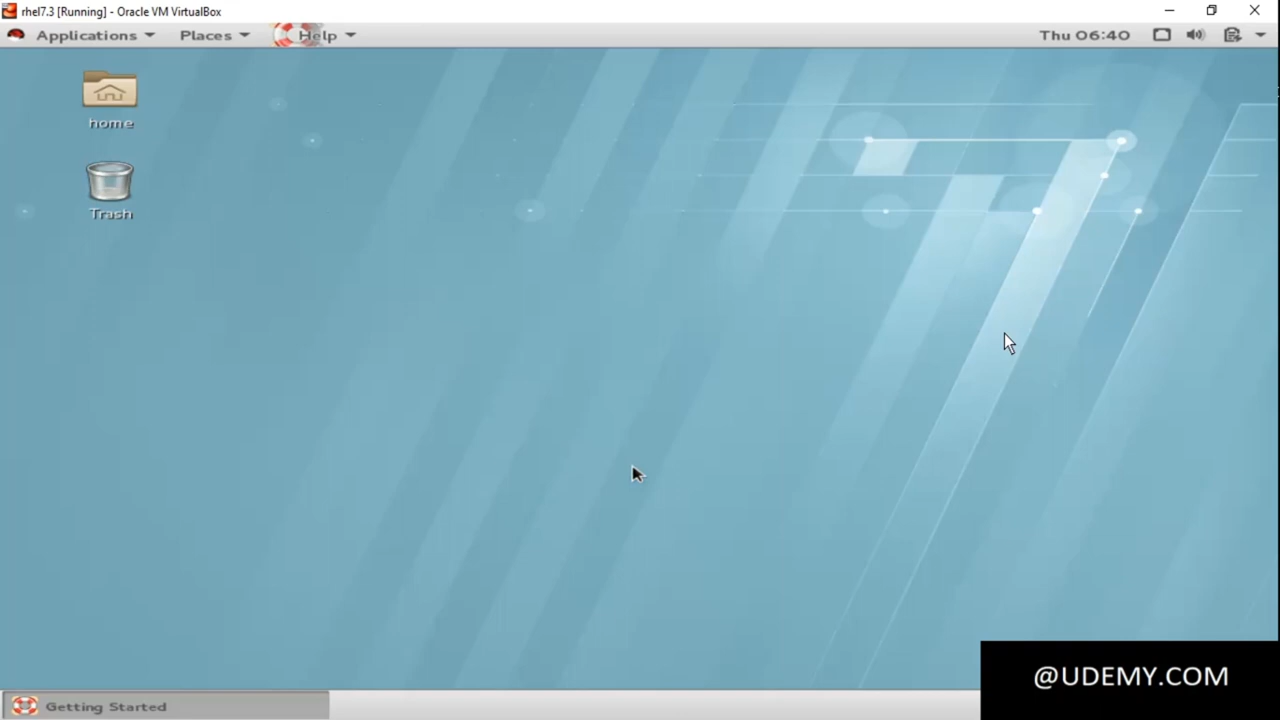 rhel7.3 [Running] - Oracle VM VirtualBox
Applications Places Help Thu 06:40
home
Trash
Getting Started
@UDEMY.COM